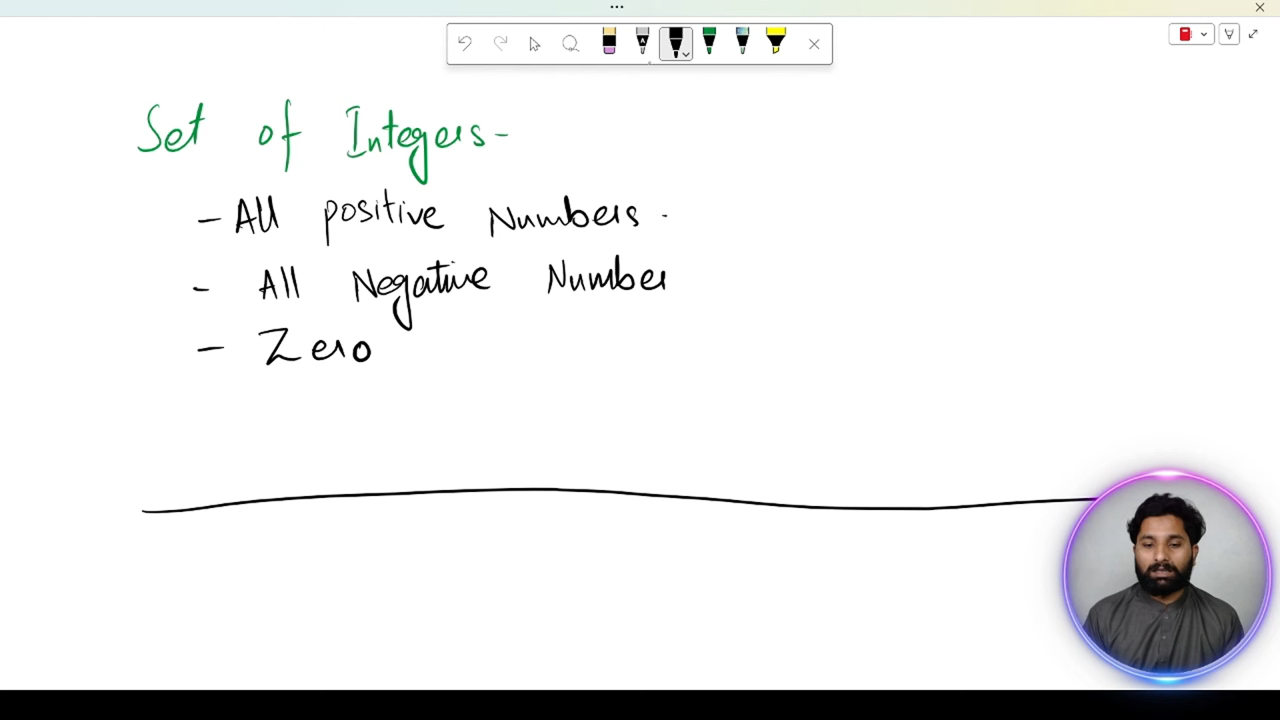 Set of Integers-
- All positive Numbers.
- All Negative Number
- Zero